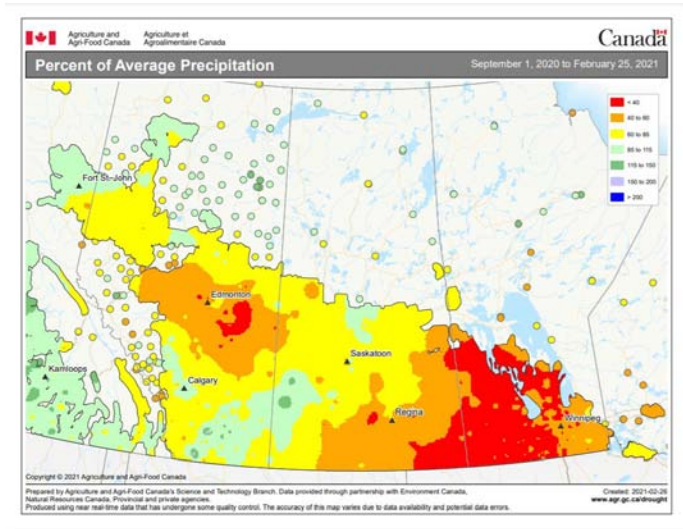 Agriculture and Agriculture et
Agri-Food Canada Agroalimentaire Canada
Canada
Percent of Average Precipitation September 1, 2020 to February 25, 2021
< 40
40 to 60
60 to 85
85 to 115
115 to 150
150 to 200
> 200
Fort St-John
Edmonton
Saskatoon
Kamloops
Calgary
Regina
Winnipeg
Copyright © 2021 Agriculture and Agri-Food Canada
Prepared by Agriculture and Agri-Food Canada's Science and Technology Branch. Data provided through partnership with Environment Canada, Created: 2021-02-26
Natural Resources Canada, Provincial and private agencies. www.agr.gc.ca/drought
Produced using near real-time data that has undergone some quality control. The accuracy of this map varies due to data availability and potential data errors.